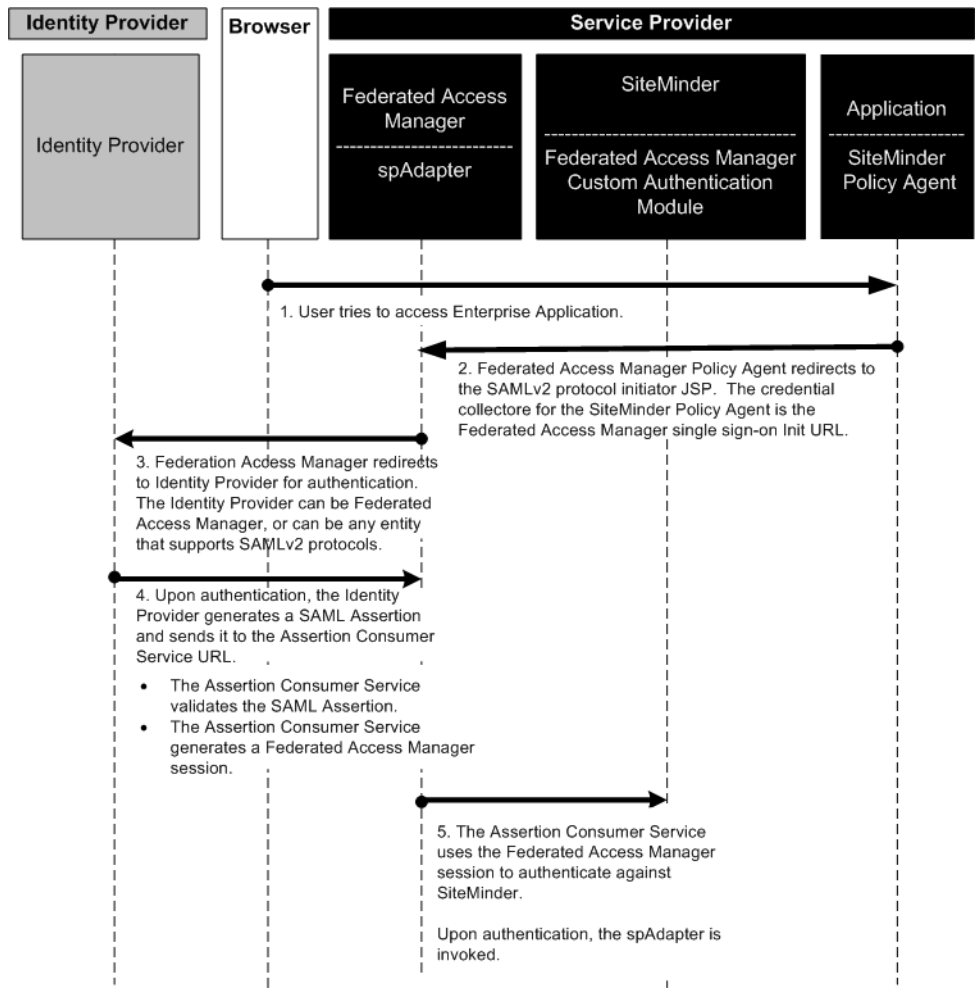 Identity Provider
Browser
Service Provider
Identity Provider
Federated Access
Manager
spAdapter
SiteMinder
Federated Access Manager
Custom Authentication
Module
Application
SiteMinder
Policy Agent
1. User tries to access Enterprise Application.
2. Federated Access Manager Policy Agent redirects to
the SAMLv2 protocol initiator JSP. The credential
collectore for the SiteMinder Policy Agent is the
Federated Access Manager single sign-on Init URL.
3. Federation Access Manager redirects
to Identity Provider for authentication.
The Identity Provider can be Federated
Access Manager, or can be any entity
that supports SAMLv2 protocols.
4. Upon authentication, the Identity
Provider generates a SAML Assertion
and sends it to the Assertion Consumer
Service URL.
• The Assertion Consumer Service
validates the SAML Assertion.
• The Assertion Consumer Service
generates a Federated Access Manager
session.
5. The Assertion Consumer Service
uses the Federated Access Manager
session to authenticate against
SiteMinder.
Upon authentication, the spAdapter is
invoked.